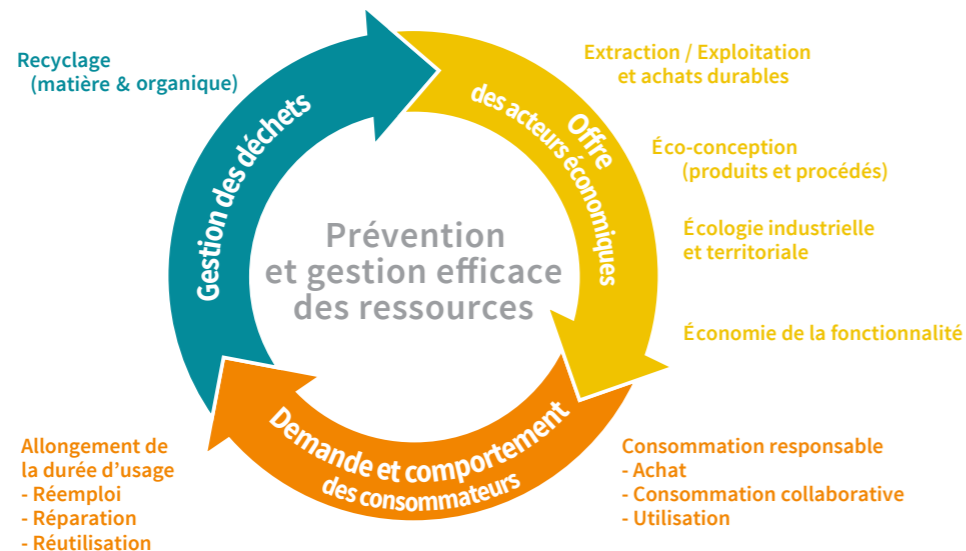 Recyclage
(matière & organique)
Gestion des déchets
Offre
des acteurs économiques
Extraction / Exploitation
et achats durables
Éco-conception
(produits et procédés)
Écologie industrielle
et territoriale
Économie de la fonctionnalité
Prévention
et gestion efficace
des ressources
Demande et comportement
des consommateurs
Consommation responsable
- Achat
- Consommation collaborative
- Utilisation
Allongement de
la durée d’usage
- Réemploi
- Réparation
- Réutilisation